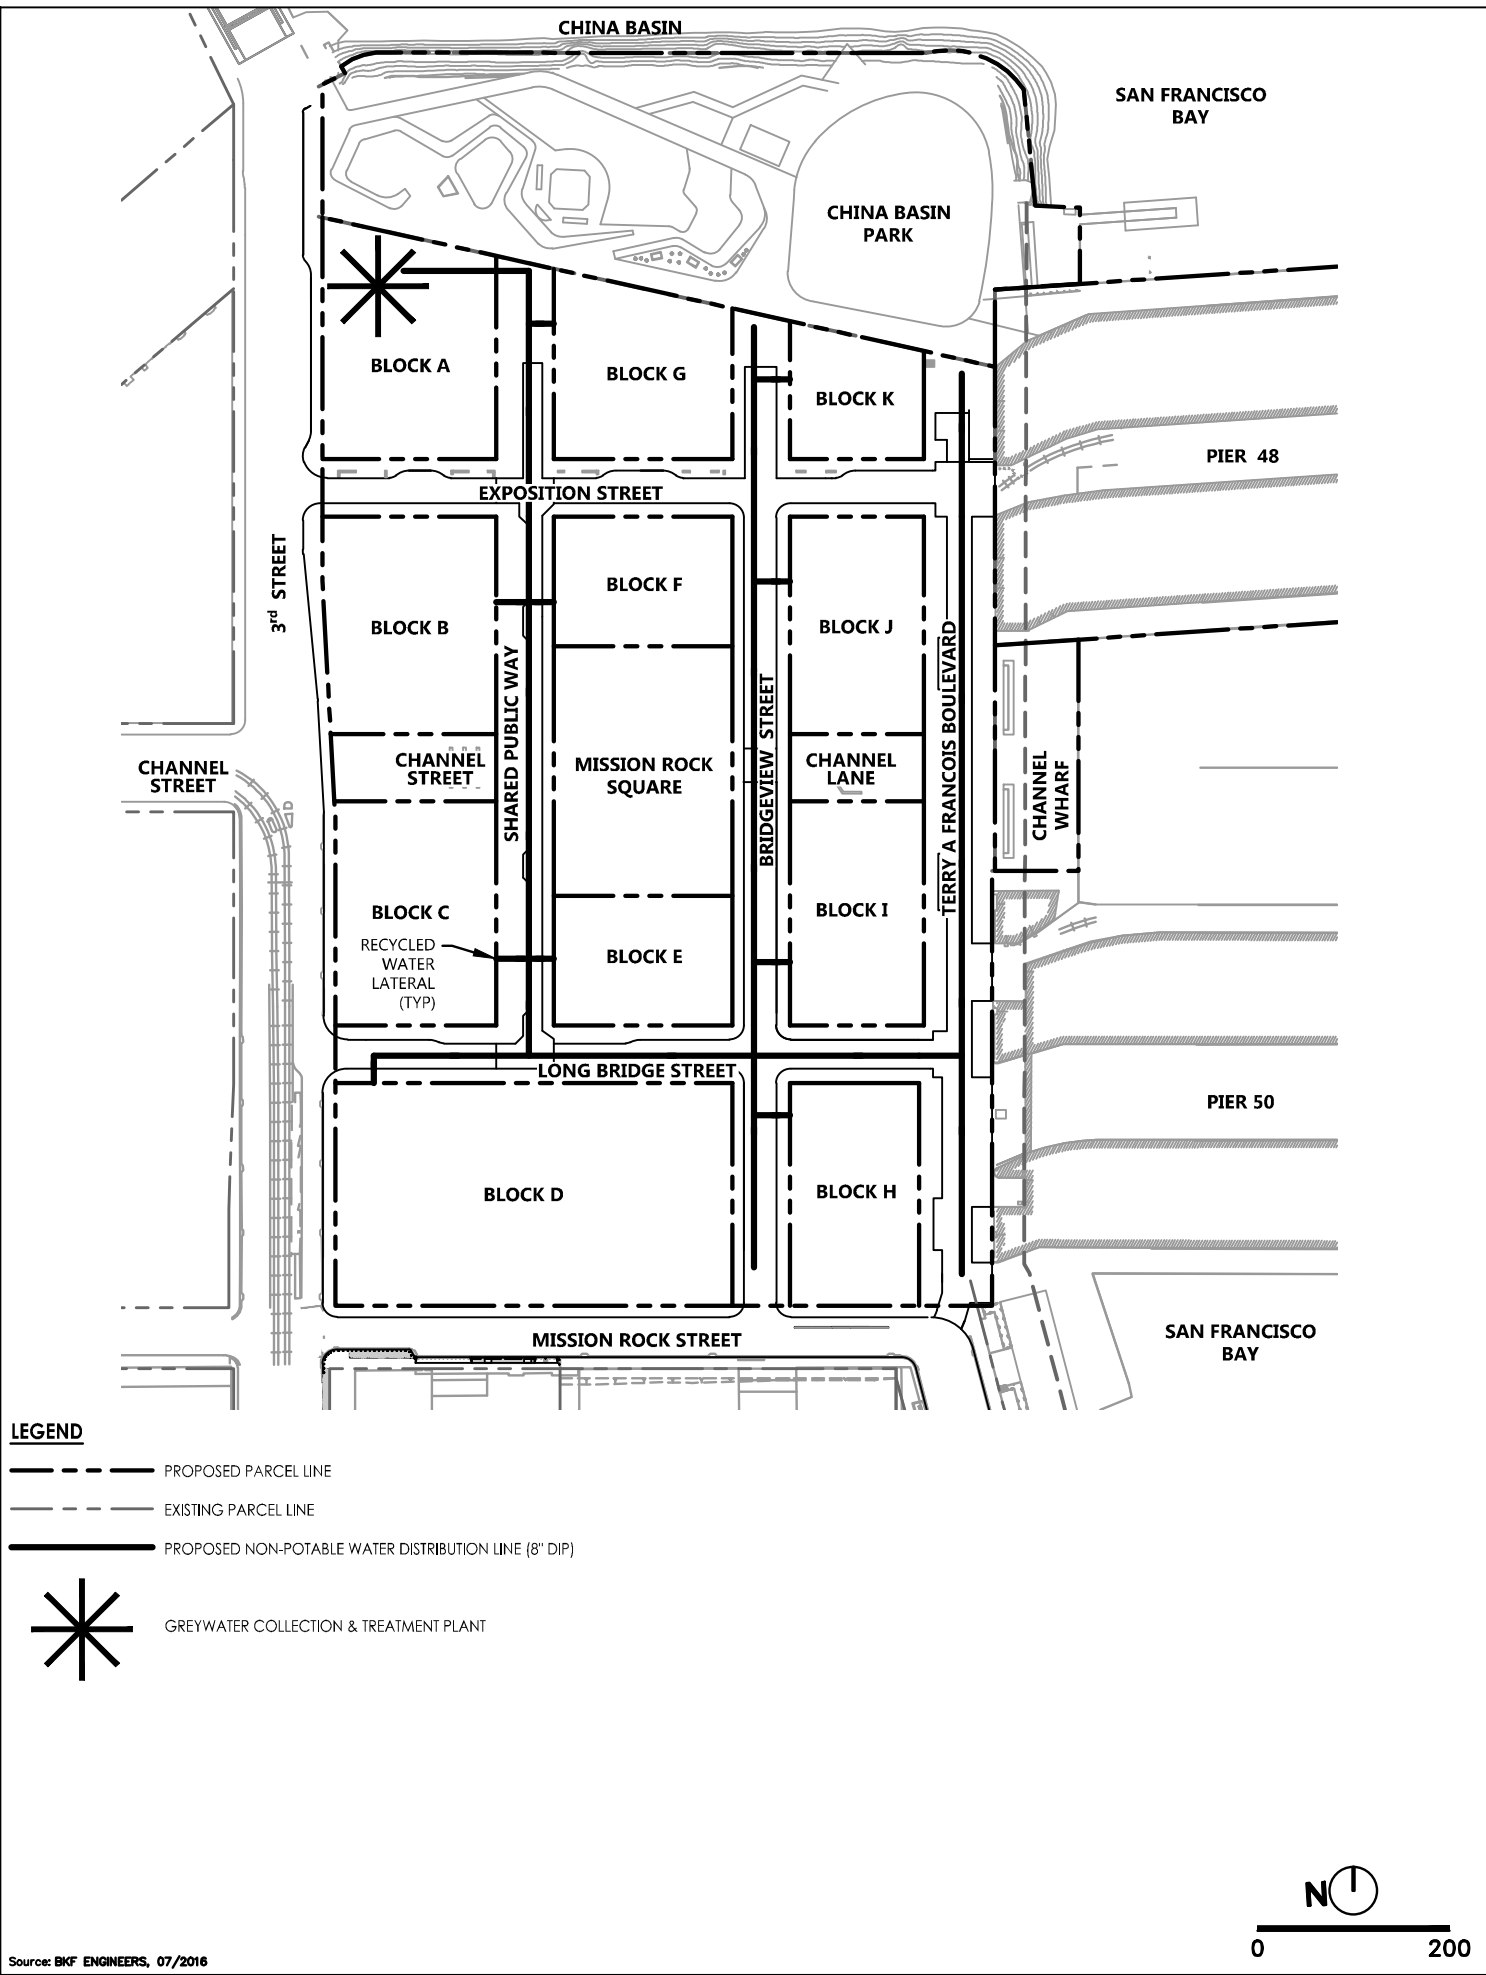 CHINA BASIN
SAN FRANCISCO
BAY
CHINA BASIN
PARK
BLOCK A
BLOCK G
BLOCK K
PIER 48
EXPOSITION STREET
3rd STREET
BLOCK F
BLOCK B
BLOCK J
SHARED PUBLIC WAY
BRIDGEVIEW STREET
TERRY A FRANCOIS BOULEVARD
CHANNEL
STREET
CHANNEL
STREET
MISSION ROCK
SQUARE
CHANNEL
LANE
CHANNEL
WHARF
BLOCK C
BLOCK I
RECYCLED
WATER
LATERAL
(TYP)
BLOCK E
LONG BRIDGE STREET
PIER 50
BLOCK D
BLOCK H
MISSION ROCK STREET
SAN FRANCISCO
BAY
LEGEND
PROPOSED PARCEL LINE
EXISTING PARCEL LINE
PROPOSED NON-POTABLE WATER DISTRIBUTION LINE (8" DIP)
GREYWATER COLLECTION & TREATMENT PLANT
N
0 200
Source: BKF ENGINEERS, 07/2016